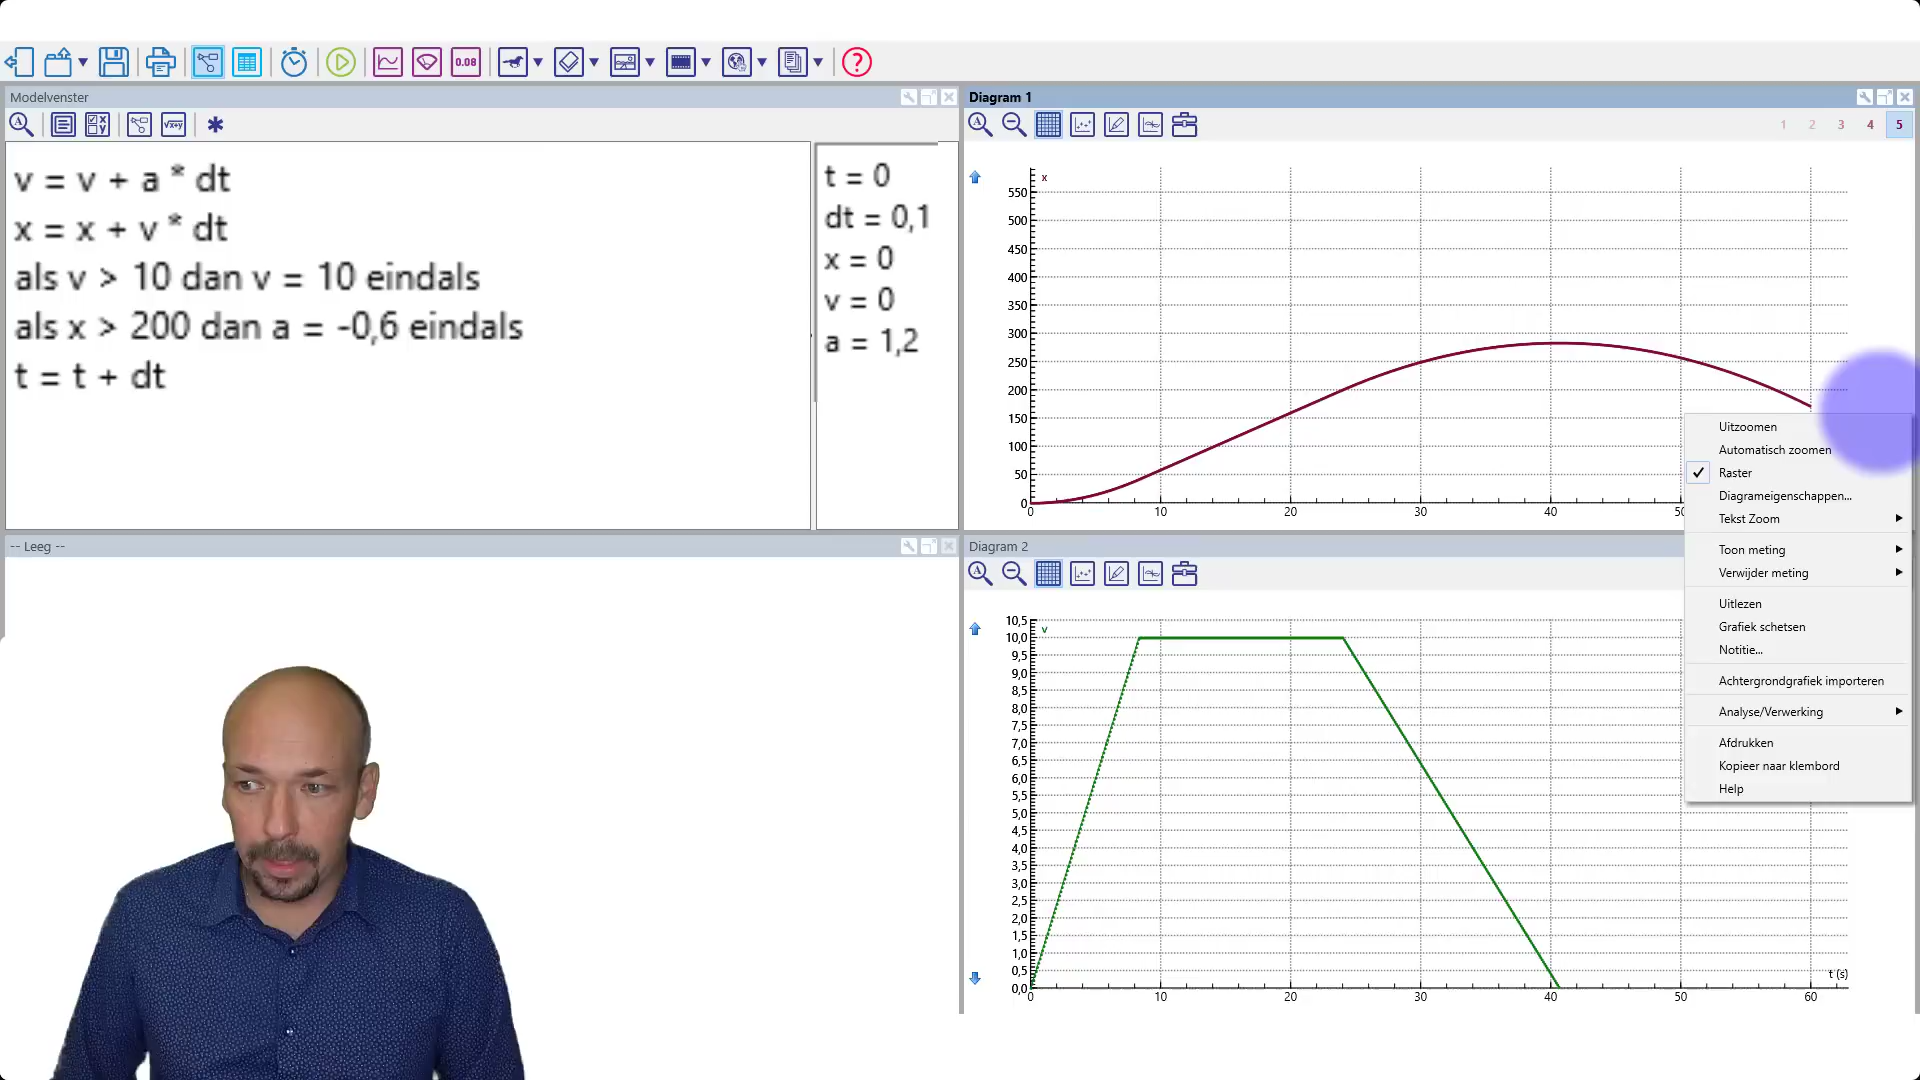 0.08
?
Modelvenster
v = v + a * dt
x = x + v * dt
als v > 10 dan v = 10 eindals
als x > 200 dan a = -0,6 eindals
t = t + dt
t = 0
dt = 0,1
x = 0
v = 0
a = 1,2
-- Leeg --
Diagram 1
1 2 3 4 5
x
550
500
450
400
350
300
250
200
150
100
50
0
0 10 20 30 40 50
Uitzoomen
Automatisch zoomen
Raster
Diagrameigenschappen...
Tekst Zoom
Toon meting
Verwijder meting
Uitlezen
Grafiek schetsen
Notitie...
Achtergrondgrafiek importeren
Analyse/Verwerking
Afdrukken
Kopieer naar klembord
Help
Diagram 2
v
10,5
10,0
9,5
9,0
8,5
8,0
7,5
7,0
6,5
6,0
5,5
5,0
4,5
4,0
3,5
3,0
2,5
2,0
1,5
1,0
0,5
0,0
t (s)
0 10 20 30 40 50 60